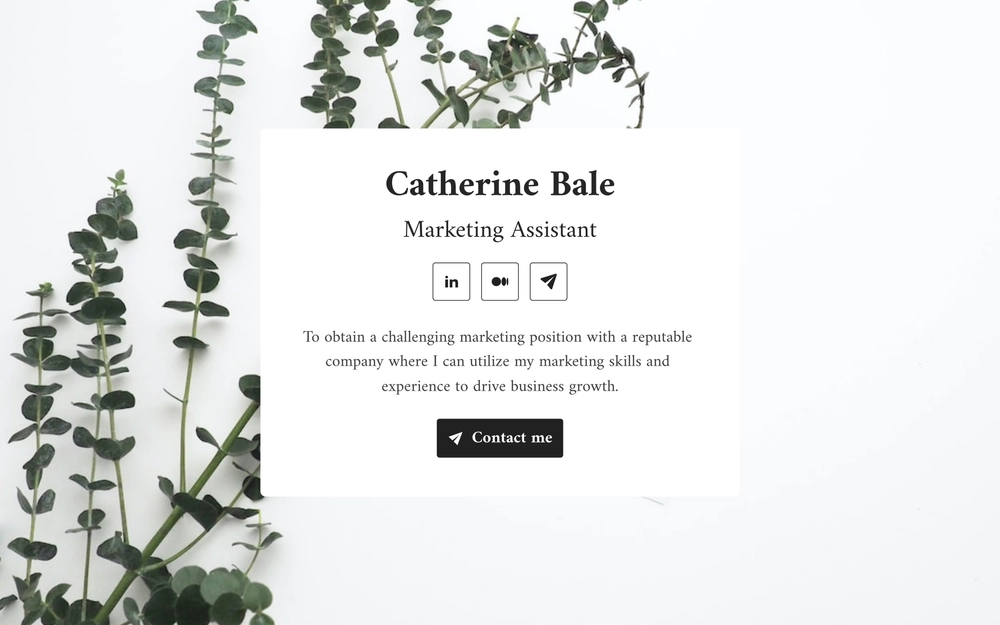 Catherine Bale
Marketing Assistant
in
To obtain a challenging marketing position with a reputable
company where I can utilize my marketing skills and
experience to drive business growth.
Contact me